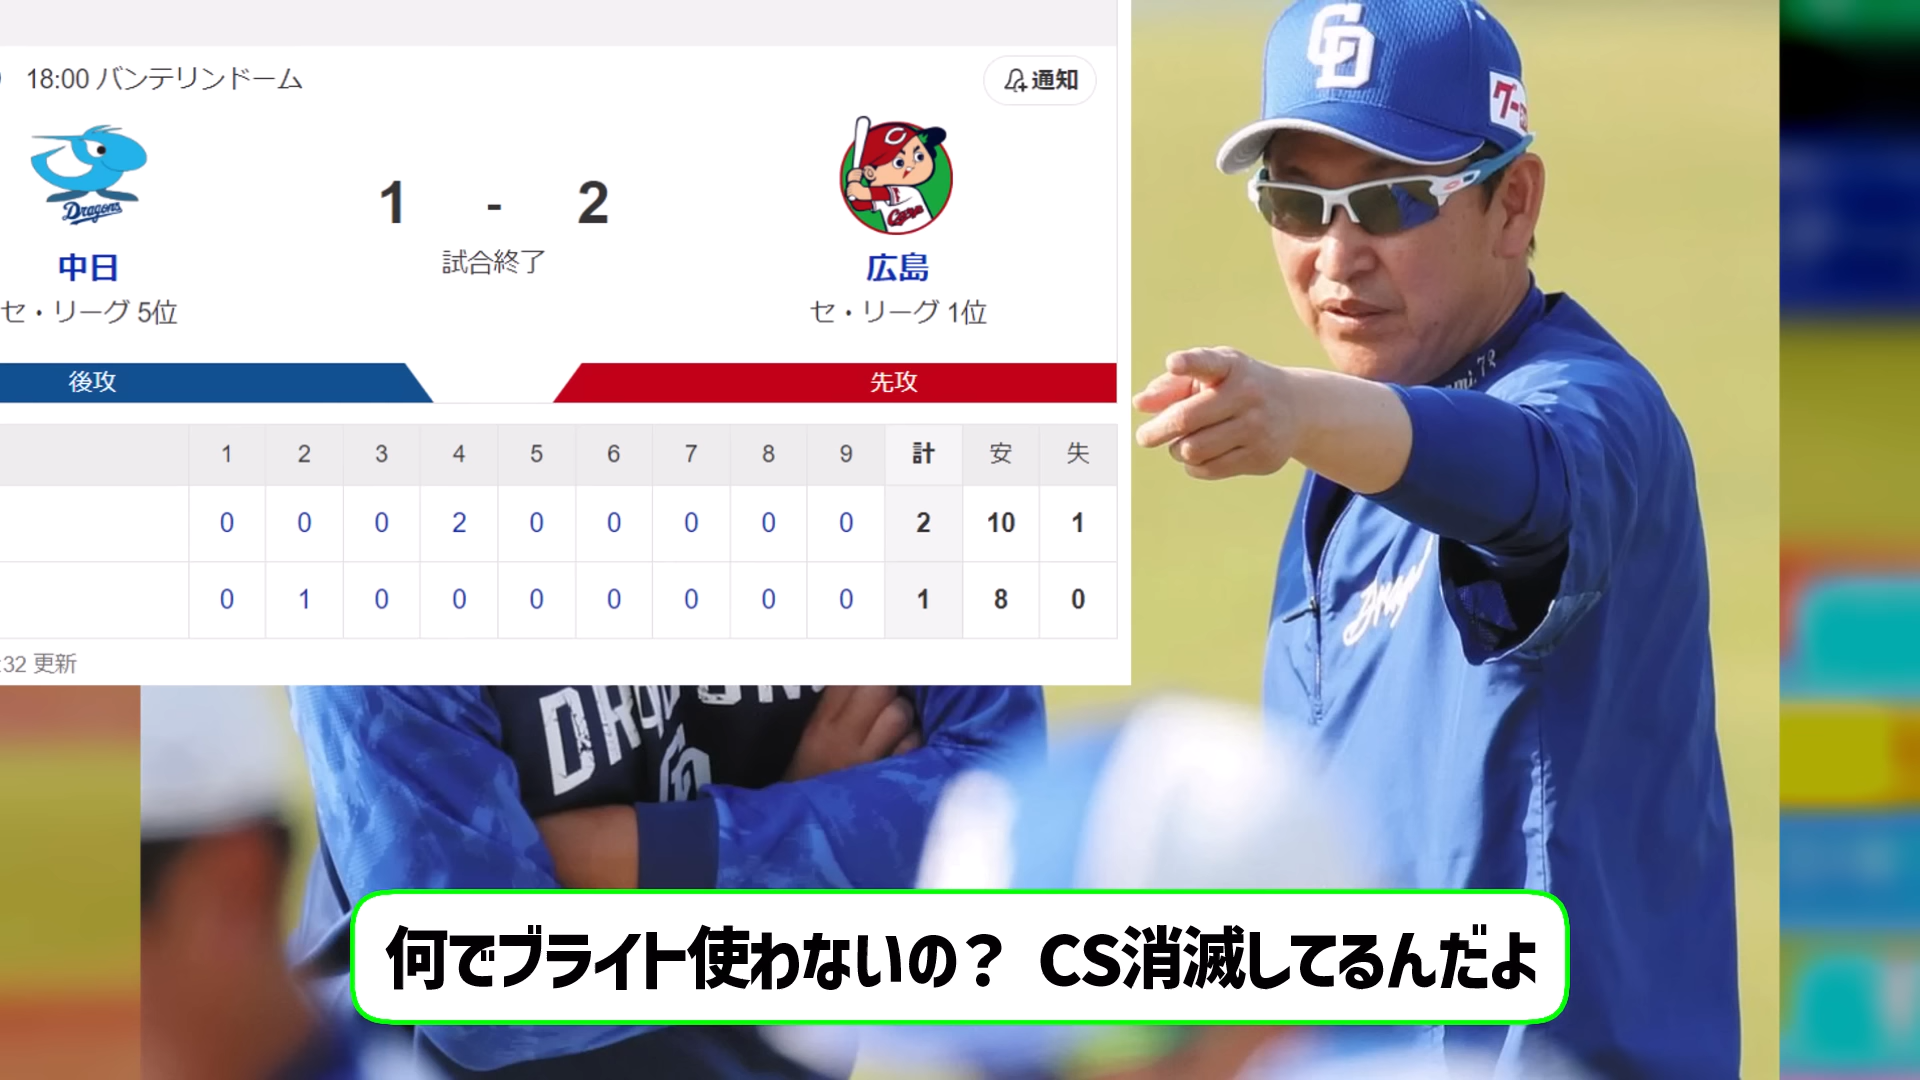 18:00 バンテリンドーム
通知
Dragons
中日
セ・リーグ 5位
1 - 2
試合終了
広島
セ・リーグ 1位
後攻
先攻
1 2 3 4 5 6 7 8 9 計 安 失
0 0 0 2 0 0 0 0 0 2 10 1
0 1 0 0 0 0 0 0 0 1 8 0
:32 更新
何でブライト使わないの？ CS消滅してるんだよ